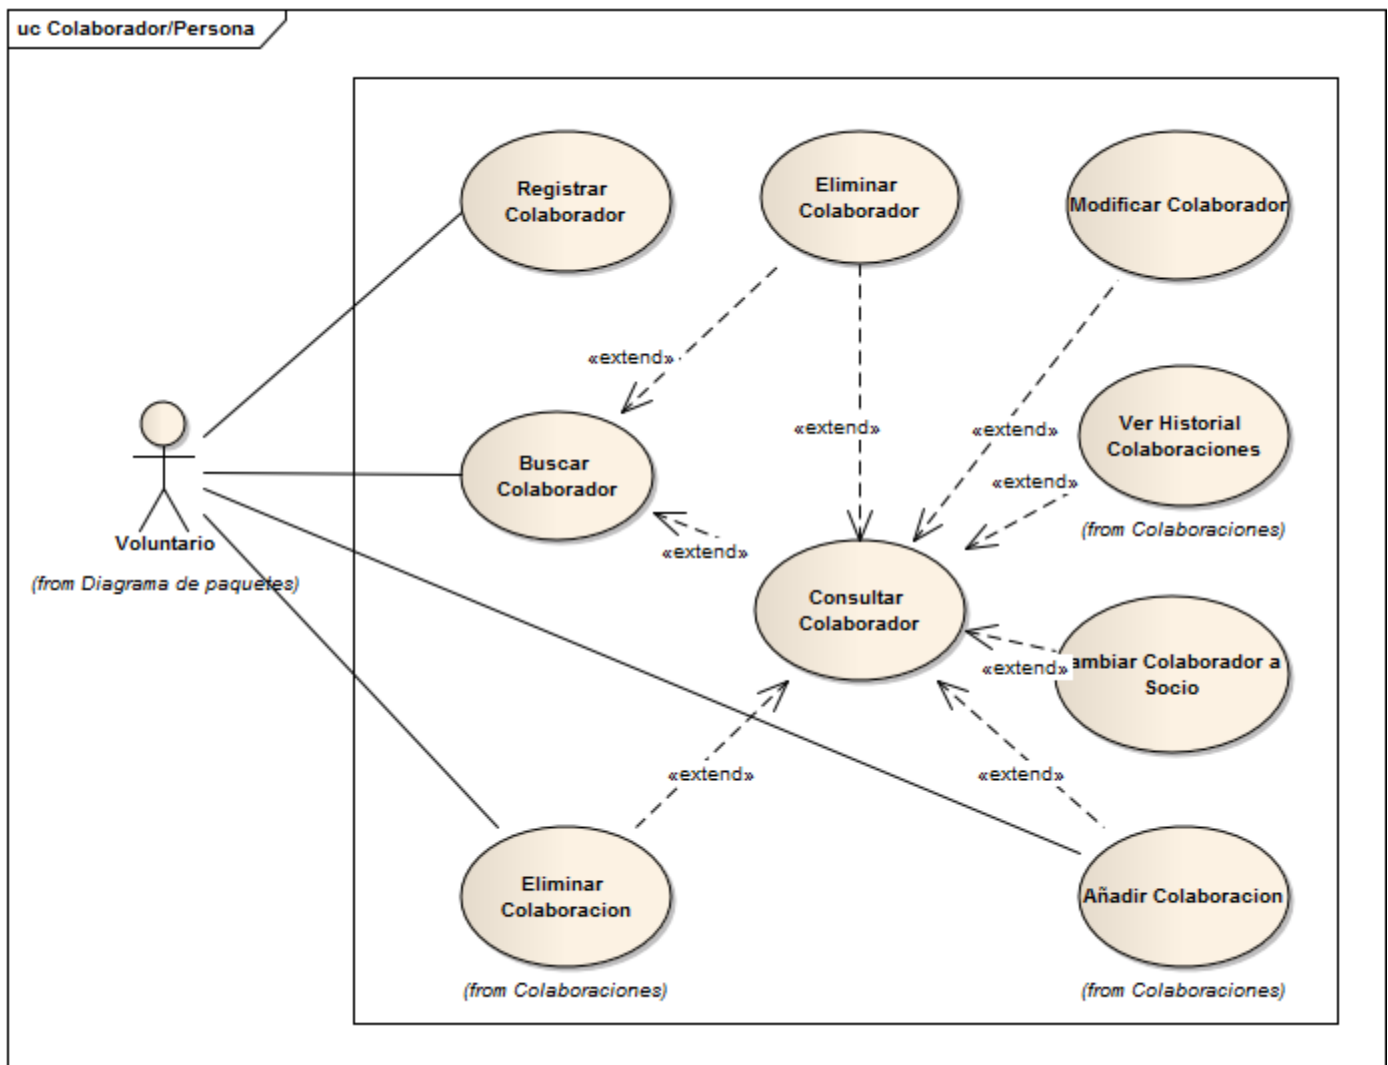 uc Colaborador/Persona
Registrar
Colaborador
Eliminar
Colaborador
Modificar Colaborador
«extend»
«extend»
«extend»
Ver Historial
Colaboraciones
(from Colaboraciones)
«extend»
Buscar
Colaborador
«extend»
Voluntario
(from Diagrama de paquetes)
Consultar
Colaborador
«extend»
ambiar Colaborador a
Socio
«extend»
«extend»
Eliminar
Colaboracion
(from Colaboraciones)
Añadir Colaboracion
(from Colaboraciones)